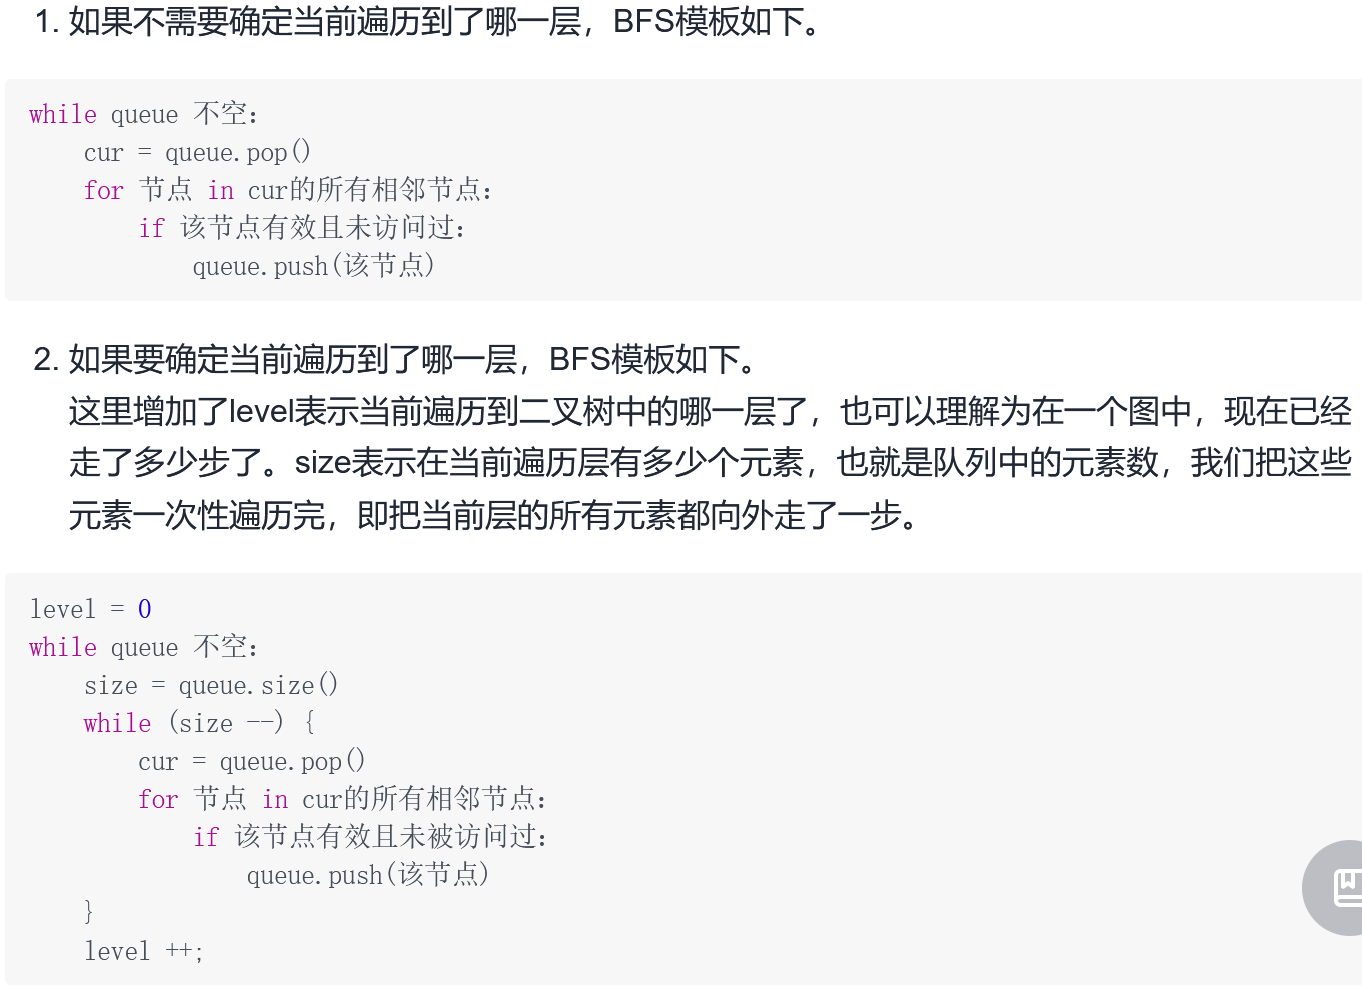 1. 如果不需要确定当前遍历到了哪一层，BFS模板如下。
while queue 不空：
    cur = queue.pop()
    for 节点 in cur的所有相邻节点：
        if 该节点有效且未访问过：
            queue.push(该节点)
2. 如果要确定当前遍历到了哪一层，BFS模板如下。
这里增加了level表示当前遍历到二叉树中的哪一层了，也可以理解为在一个图中，现在已经
走了多少步了。size表示在当前遍历层有多少个元素，也就是队列中的元素数，我们把这些
元素一次性遍历完，即把当前层的所有元素都向外走了一步。
level = 0
while queue 不空：
    size = queue.size()
    while (size --) {
        cur = queue.pop()
        for 节点 in cur的所有相邻节点：
            if 该节点有效且未被访问过：
                queue.push(该节点)
    }
    level ++;